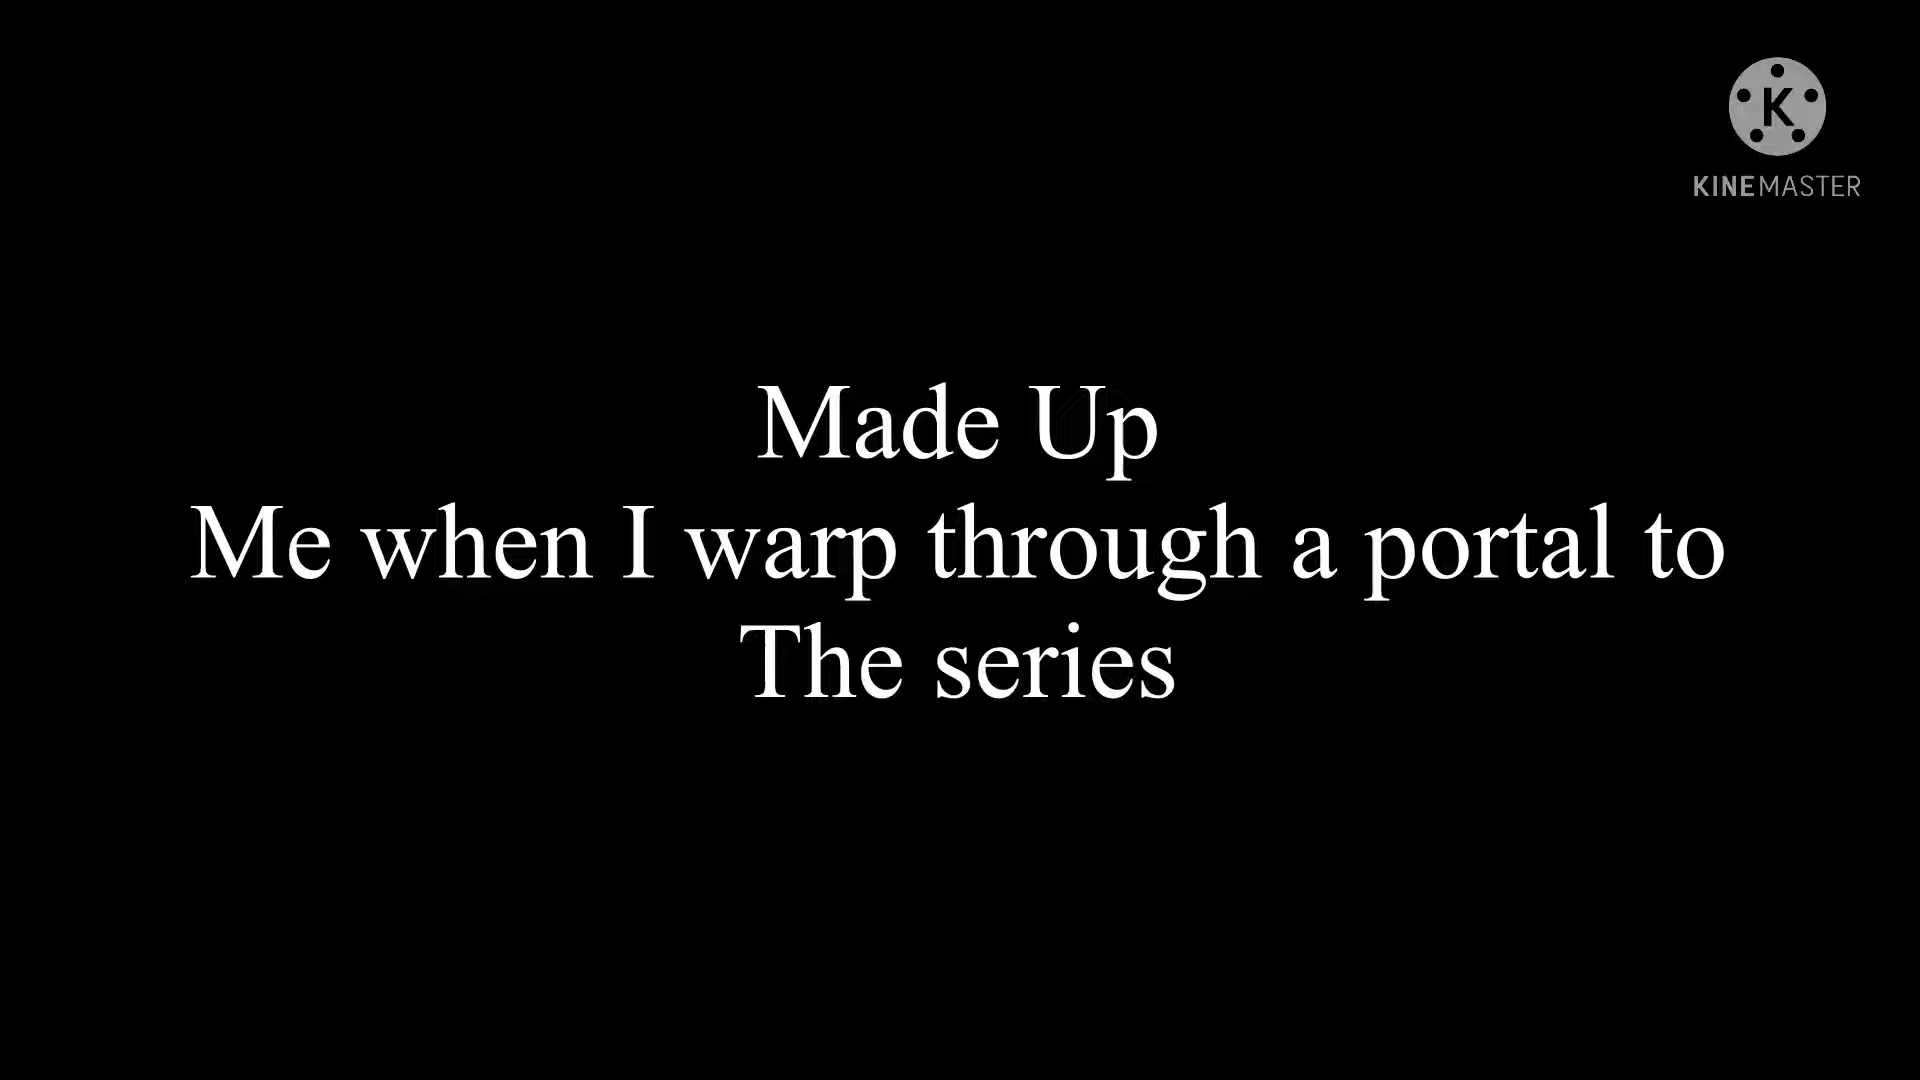 K
KINEMASTER
Made Up
Me when I warp through a portal to
The series